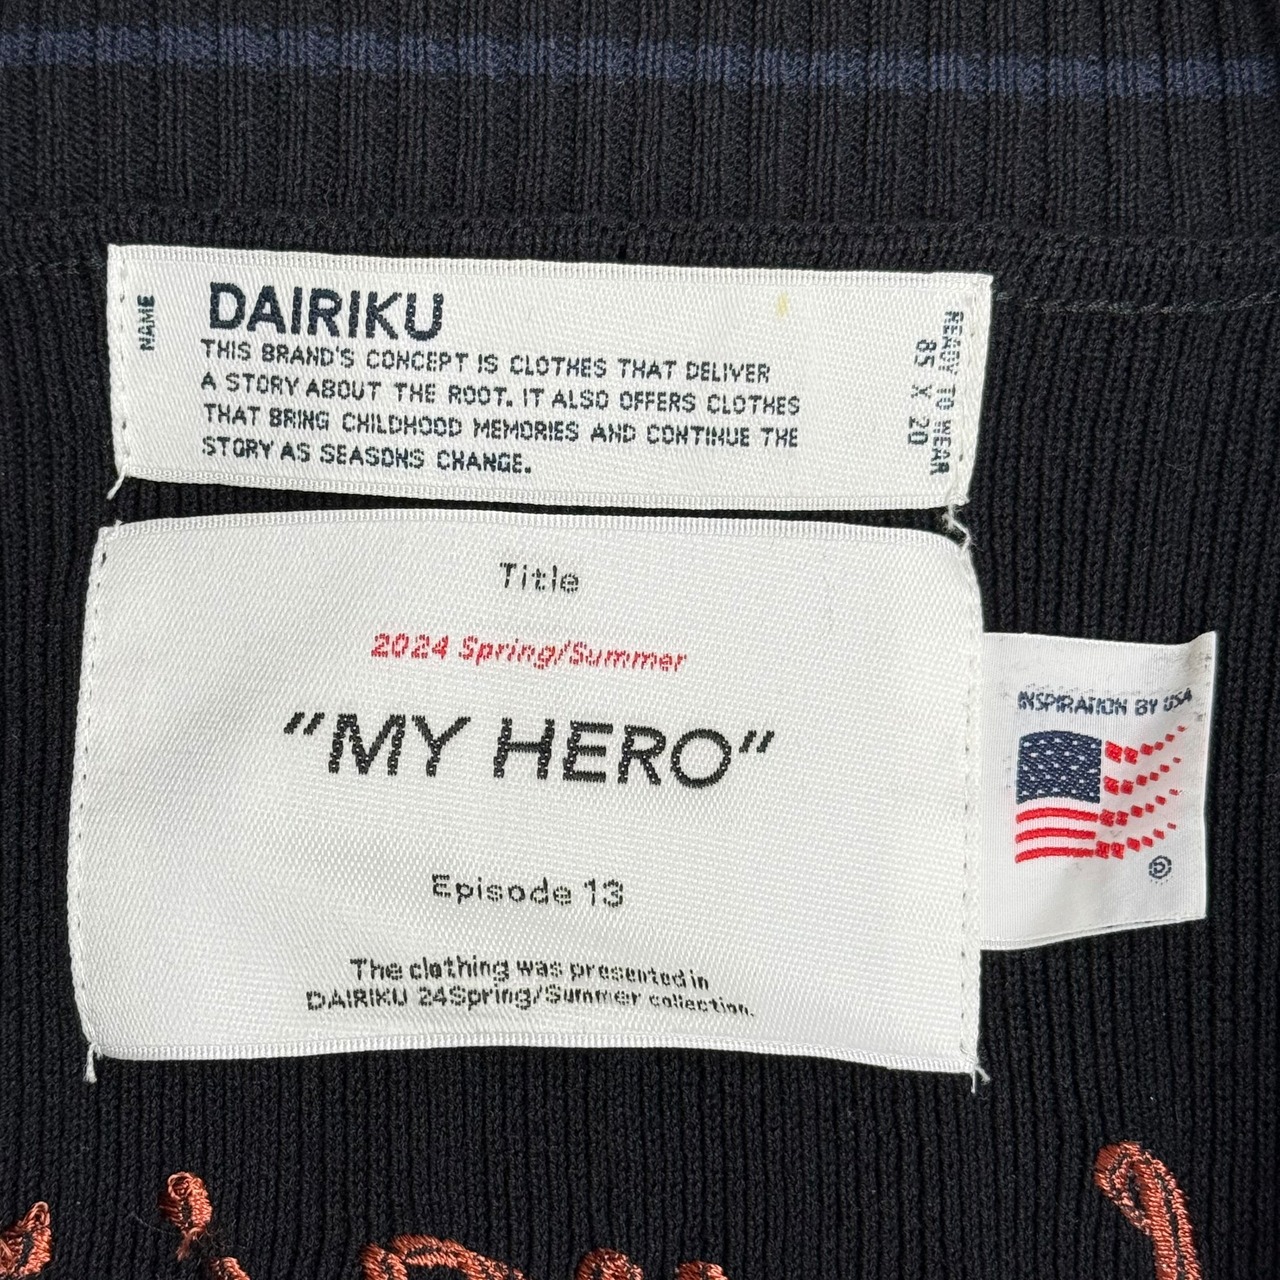 NAME
DAIRIKU
THIS BRAND'S CONCEPT IS CLOTHES THAT DELIVER
A STORY ABOUT THE ROOT. IT ALSO OFFERS CLOTHES
THAT BRING CHILDHOOD MEMORIES AND CONTINUE THE
STORY AS SEASONS CHANGE.
READY TO WEAR
85 X 20
Title
2024 Spring/Summer
"MY HERO"
Episode 13
The clothing was presented in
DAIRIKU 24Spring/Summer collection.
INSPIRATION BY USA